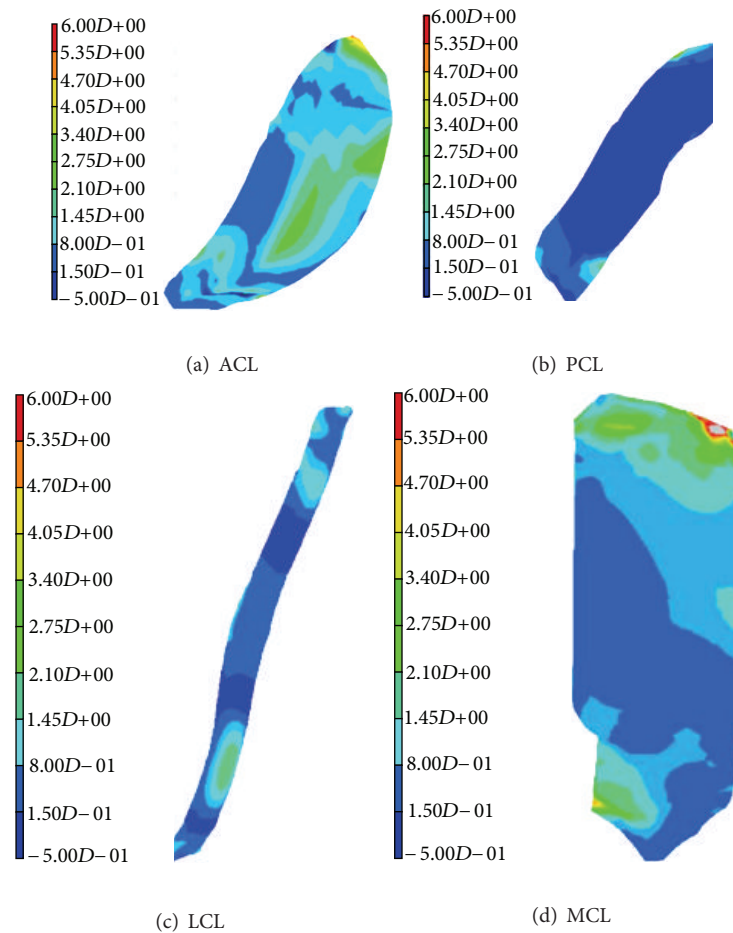 6.00D+00
5.35D+00
4.70D+00
4.05D+00
3.40D+00
2.75D+00
2.10D+00
1.45D+00
8.00D−01
1.50D−01
−5.00D−01
(a) ACL
6.00D+00
5.35D+00
4.70D+00
4.05D+00
3.40D+00
2.75D+00
2.10D+00
1.45D+00
8.00D−01
1.50D−01
−5.00D−01
(b) PCL
6.00D+00
5.35D+00
4.70D+00
4.05D+00
3.40D+00
2.75D+00
2.10D+00
1.45D+00
8.00D−01
1.50D−01
−5.00D−01
(c) LCL
6.00D+00
5.35D+00
4.70D+00
4.05D+00
3.40D+00
2.75D+00
2.10D+00
1.45D+00
8.00D−01
1.50D−01
−5.00D−01
(d) MCL